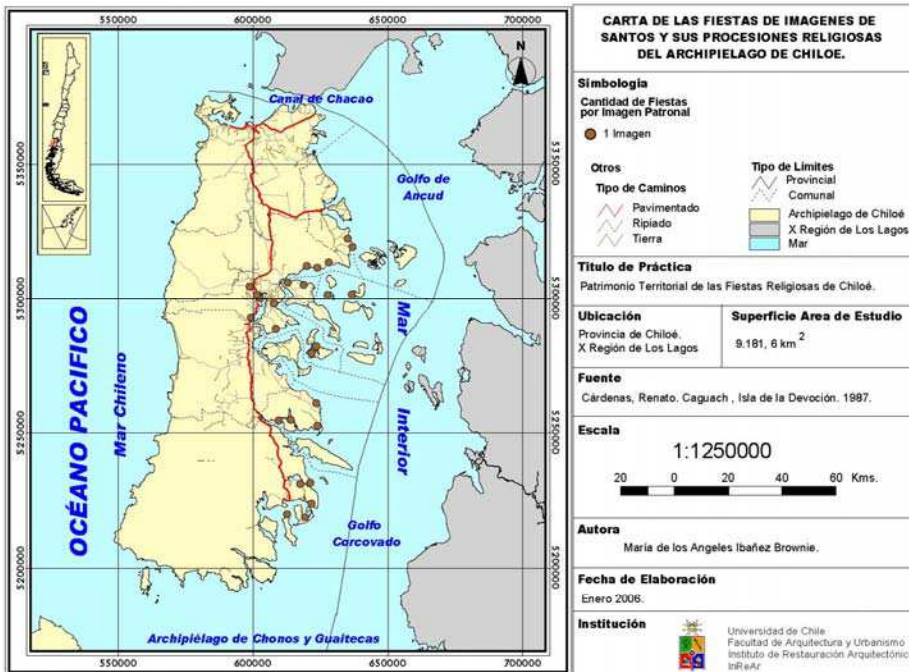 550000 600000 650000 700000
N
Canal de Chacao
Golfo de
Ancud
OCÉANO PACIFICO
Mar Chileno
Mar
Interior
Golfo
Corcovado
Archipiélago de Chonos y Guaitecas
5350000
5300000
5250000
5200000
5350000
5300000
5250000
5200000
550000 600000 650000 700000
CARTA DE LAS FIESTAS DE IMAGENES DE
SANTOS Y SUS PROCESIONES RELIGIOSAS
DEL ARCHIPIELAGO DE CHILOE.
Simbología
Cantidad de Fiestas
por Imagen Patronal
1 Imagen
Otros
Tipo de Caminos
Pavimentado
Ripiado
Tierra
Tipo de Limites
Provincial
Comunal
Archipielago de Chiloé
X Región de Los Lagos
Mar
Titulo de Práctica
Patrimonio Territorial de las Fiestas Religiosas de Chiloé.
Ubicación
Provincia de Chiloé.
X Región de Los Lagos
Superficie Area de Estudio
9.181, 6 km 2
Fuente
Cárdenas, Renato. Caguach , Isla de la Devoción. 1987.
Escala
1:1250000
20 0 20 40 60 Kms.
Autora
María de los Angeles Ibañez Brownie.
Fecha de Elaboración
Enero 2006.
Institución
Universidad de Chile
Facultad de Arquitectura y Urbanismo
Instituto de Restauración Arquitectónic
InReAr